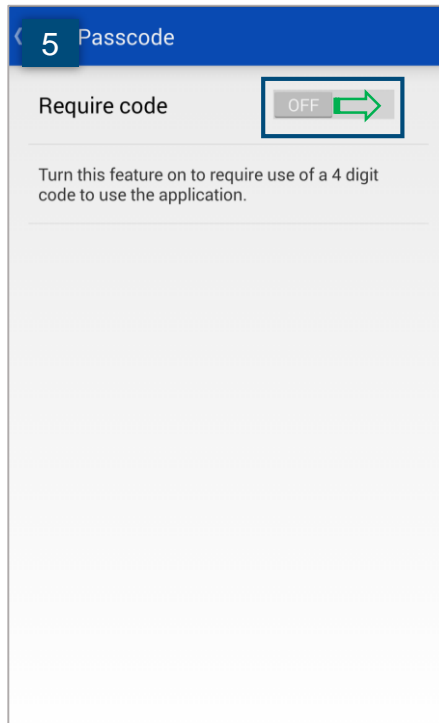 5 Passcode
Require code OFF
Turn this feature on to require use of a 4 digit
code to use the application.